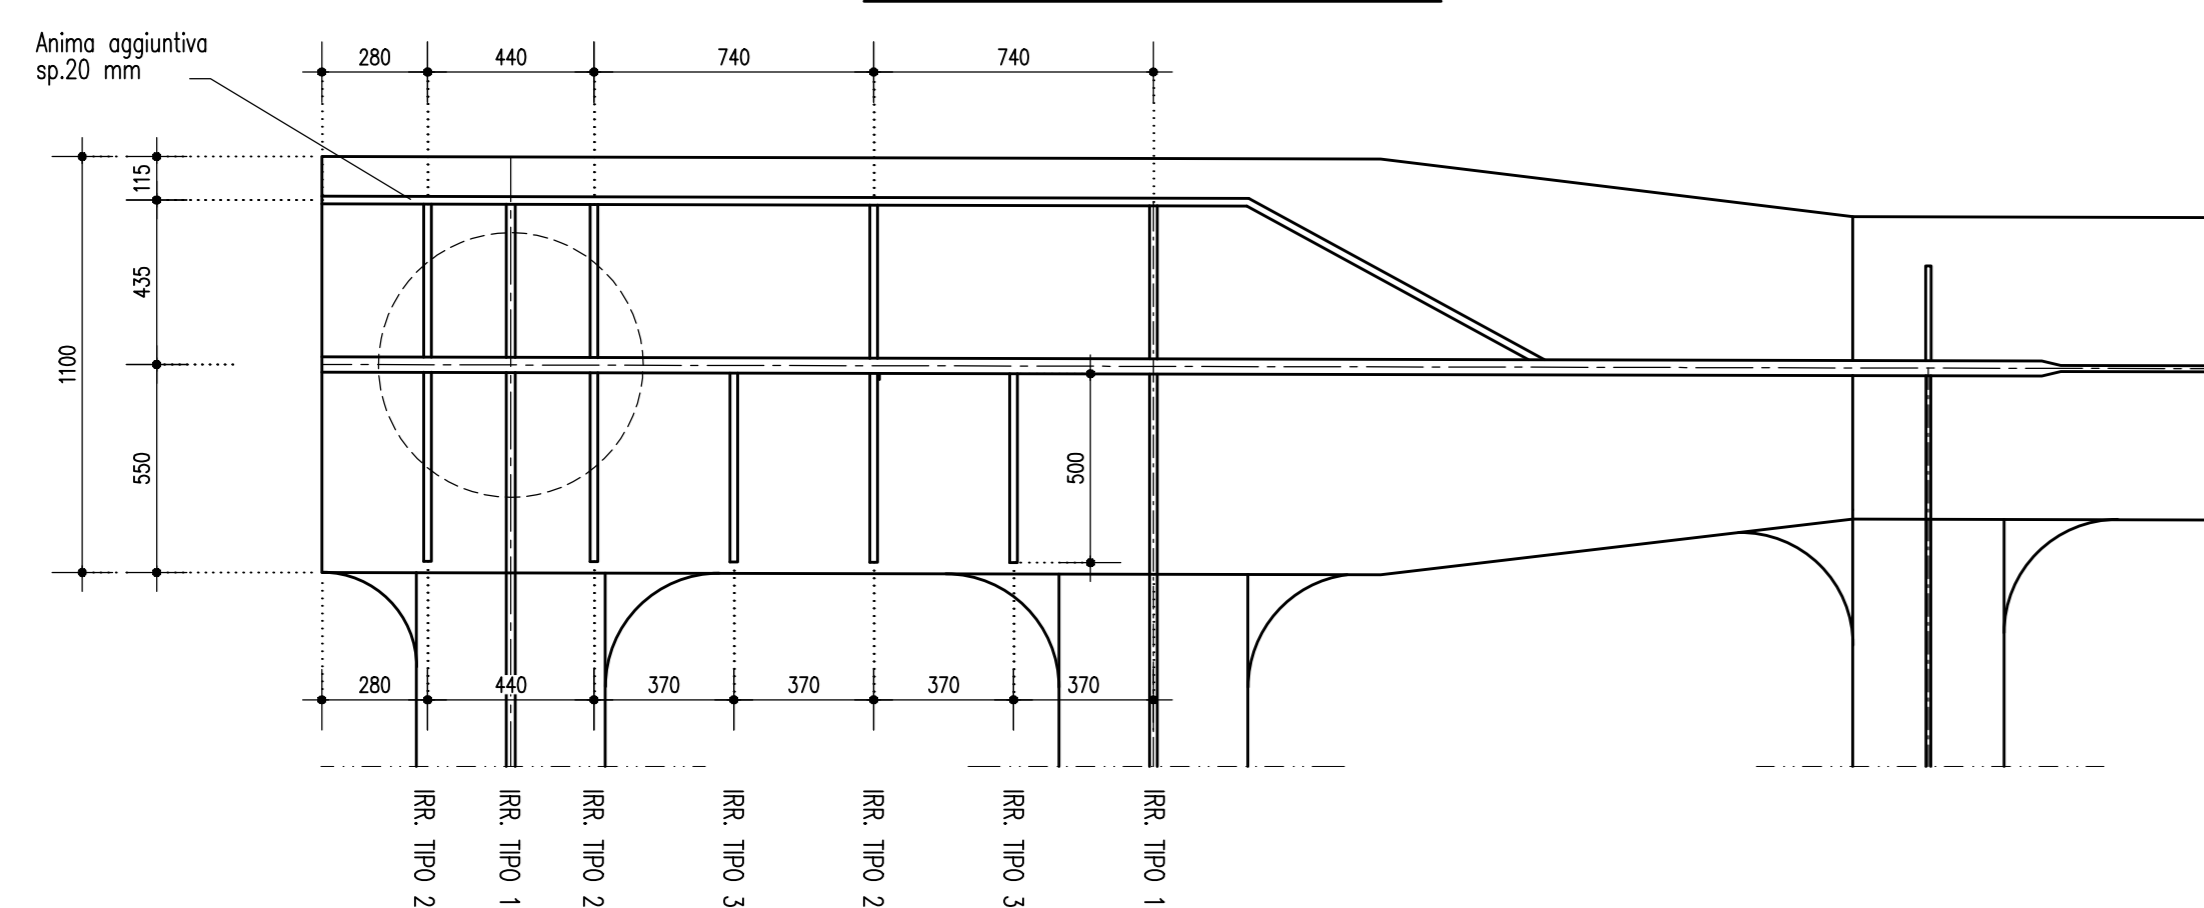 Anima aggiuntiva
sp.20 mm
280
440
740
740
115
435
1100
550
500
280
440
370
370
370
370
IRR. TIPO 2
IRR. TIPO 1
IRR. TIPO 2
IRR. TIPO 3
IRR. TIPO 2
IRR. TIPO 3
IRR. TIPO 1